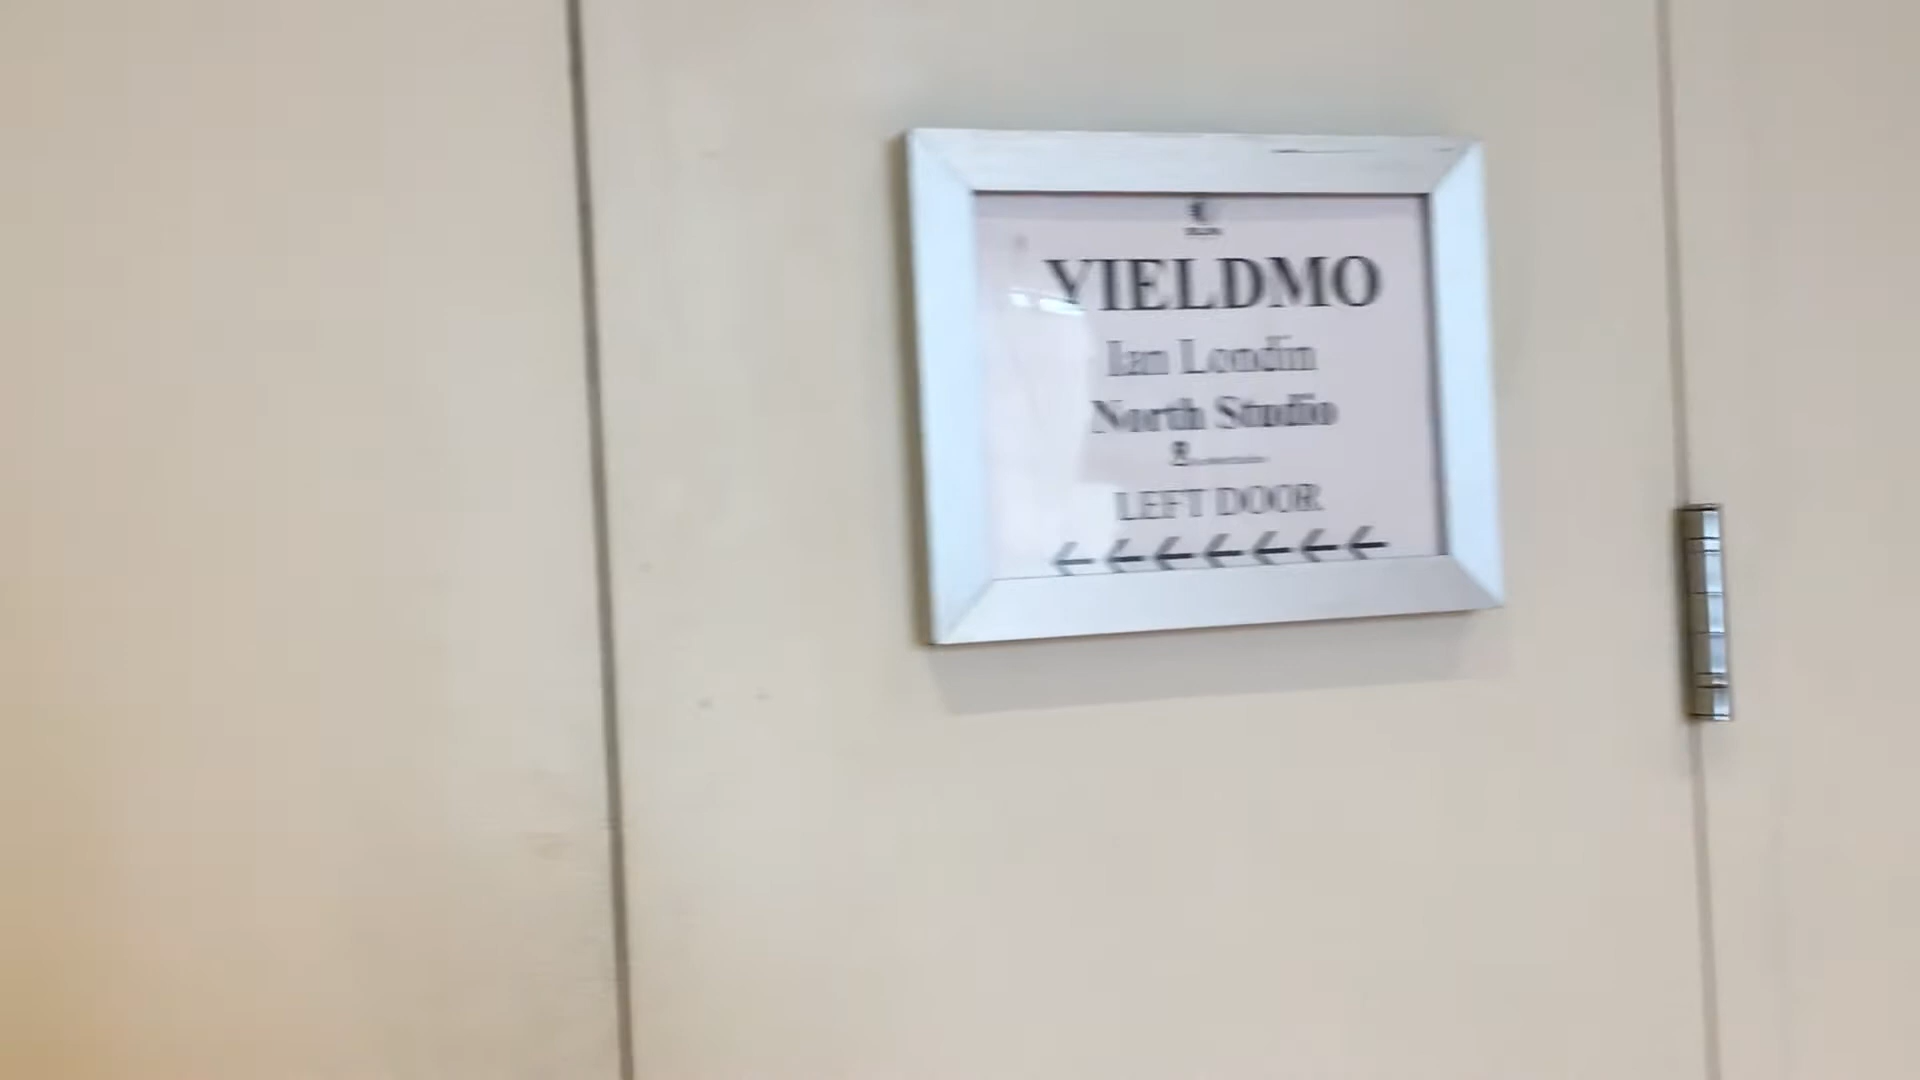 YIELDMO
Ian Londin
North Studio
LEFT DOOR
←←←←←←←